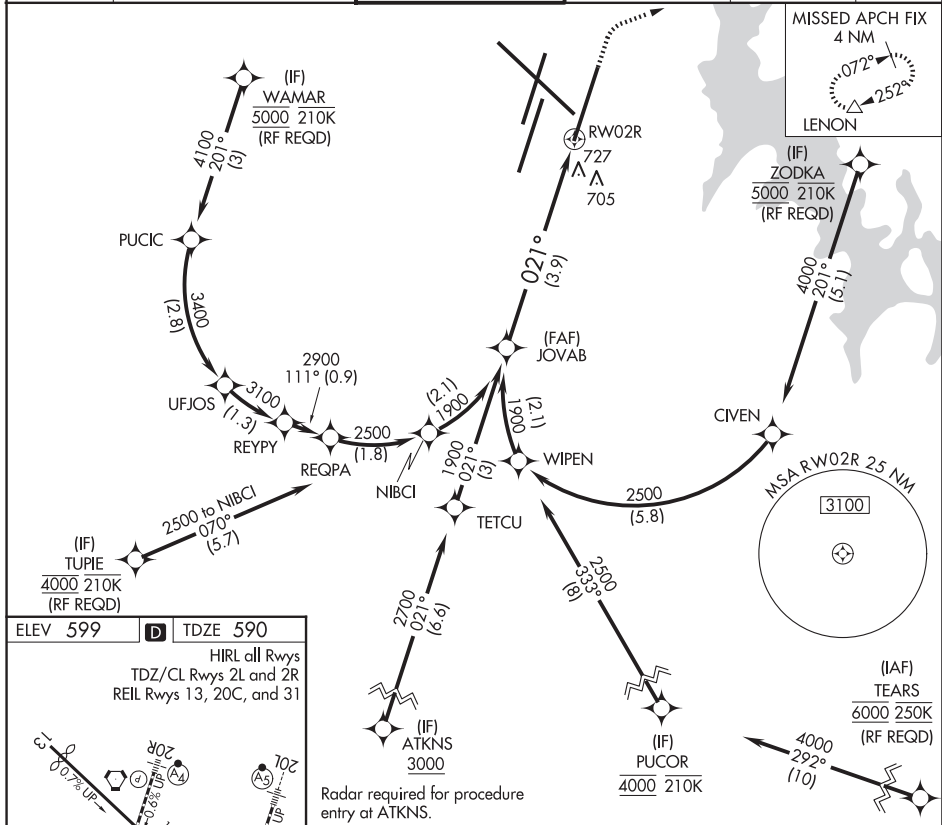 MISSED APCH FIX
4 NM
072°
252°
LENON
(IF)
WAMAR
5000 210K
(RF REQD)
4100
201°
(3)
PUCIC
3400
(2.8)
UFJOS
3100
(1.3)
REYPY
2900
111° (0.9)
REQPA
2500
(1.8)
NIBCI
(2.1)
1900
2500 to NIBCI
070°
(5.7)
(IF)
TUPIE
4000 210K
(RF REQD)
RW02R
727
705
021°
(3.9)
(FAF)
JOVAB
1900
(2.1)
WIPEN
1900
021°
(3)
TETCU
2700
021°
(6.6)
(IF)
ATKNS
3000
Radar required for procedure
entry at ATKNS.
(IF)
ZODKA
5000 210K
(RF REQD)
4000
201°
(5.1)
CIVEN
2500
(5.8)
2500
333°
(8)
(IF)
PUCOR
4000 210K
MSA RW02R 25 NM
3100
(IAF)
TEARS
6000 250K
(RF REQD)
4000
292°
(10)
ELEV 599 D TDZE 590
HIRL all Rwys
TDZ/CL Rwys 2L and 2R
REIL Rwys 13, 20C, and 31
13
0.7% UP
P
20R
A4
0.6% UP
A5
20L
UP